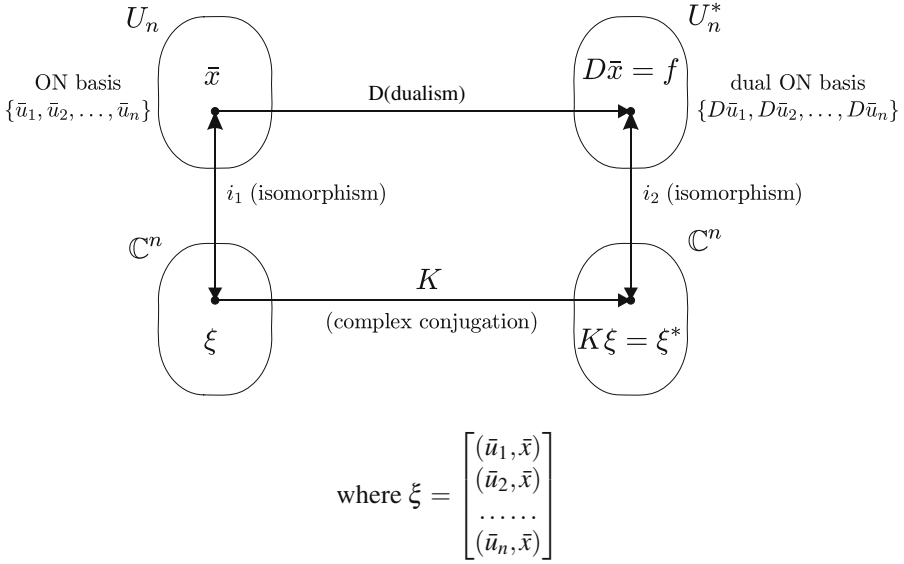 U_n U_n^*
x̄ Dx̄ = f
ON basis D(dualism) dual ON basis
{ū_1, ū_2, . . . , ū_n} {Dū_1, Dū_2, . . . , Dū_n}
i_1 (isomorphism) i_2 (isomorphism)
ℂ^n ℂ^n
K
(complex conjugation)
ξ Kξ = ξ^*
(ū_1, x̄)
(ū_2, x̄)
where ξ =
......
(ū_n, x̄)